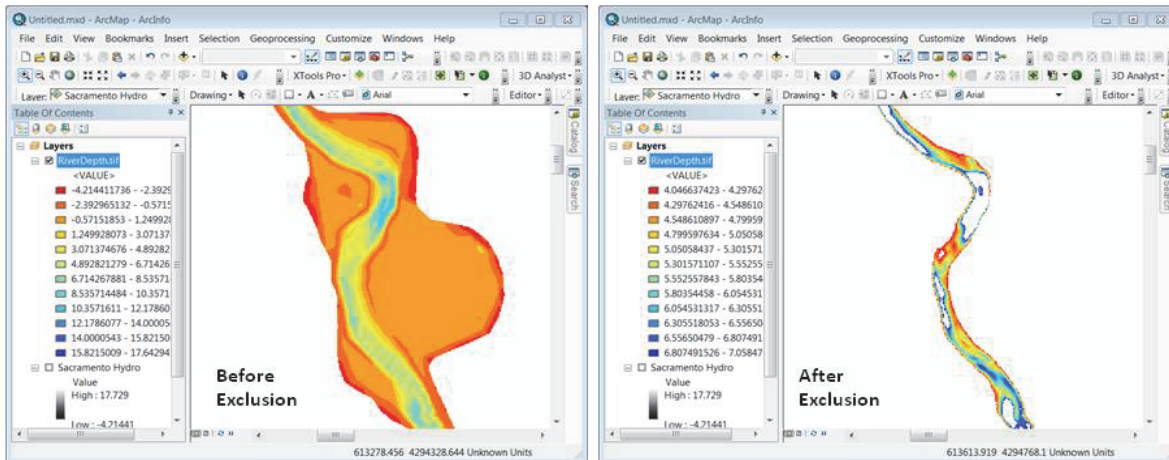 Untitled.mxd - ArcMap - ArcInfo
File Edit View Bookmarks Insert Selection Geoprocessing Customize Windows Help
XTools Pro 3D Analyst
Layer: Sacramento Hydro Drawing A Arial Editor
Table Of Contents
Layers
RiverDepth.tif
<VALUE>
-4.214411736 - -2.3929
-2.392965132 - -0.5715
-0.57151853 - 1.249928
1.249928073 - 3.071374
3.071374676 - 4.89282
4.892821279 - 6.71426
6.714267881 - 8.53571
8.535714484 - 10.3571
10.3571611 - 12.17860
12.1786077 - 14.00005
14.0000543 - 15.8215
15.8215009 - 17.64294
Sacramento Hydro
Value
High : 17.729
Low : -4.21441
Before
Exclusion
Catalog
Search
613278.456 4294328.644 Unknown Units
Untitled.mxd - ArcMap - ArcInfo
File Edit View Bookmarks Insert Selection Geoprocessing Customize Windows Help
XTools Pro 3D Analyst
Layer: Sacramento Hydro Drawing A Arial Editor
Table Of Contents
Layers
RiverDepth.tif
<VALUE>
4.046637423 - 4.29762
4.29762416 - 4.548610
4.548610897 - 4.79959
4.799597634 - 5.05058
5.05058437 - 5.301571
5.301571107 - 5.55255
5.552557843 - 5.80354
5.80354458 - 6.054531
6.054531317 - 6.30551
6.305518053 - 6.55650
6.55650479 - 6.807491
6.807491526 - 7.05847
Sacramento Hydro
Value
High : 17.729
Low : -4.21441
After
Exclusion
Catalog
Search
613613.919 4294768.1 Unknown Units